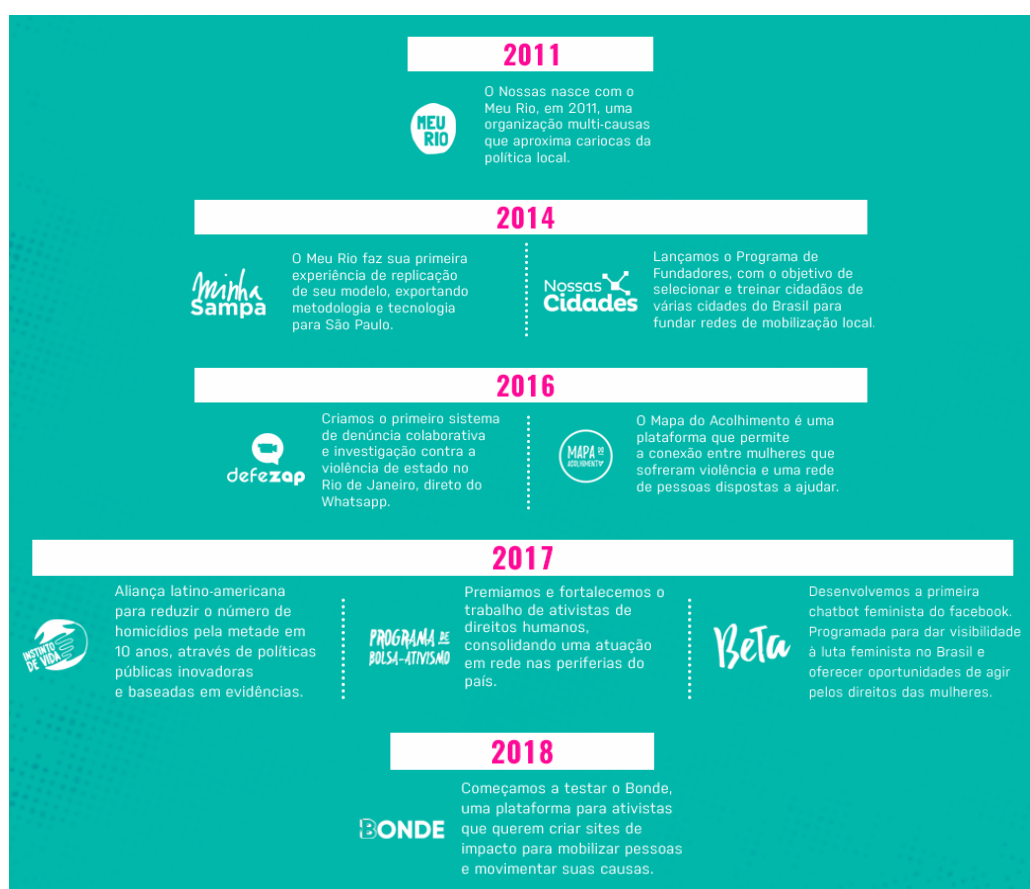 2011
MEU
RIO
O Nossas nasce com o
Meu Rio, em 2011, uma
organização multi-causas
que aproxima cariocas da
política local.
2014
Minha
Sampa
O Meu Rio faz sua primeira
experiência de replicação
de seu modelo, exportando
metodologia e tecnologia
para São Paulo.
Nossas
Cidades
Lançamos o Programa de
Fundadores, com o objetivo de
selecionar e treinar cidadãos de
várias cidades do Brasil para
fundar redes de mobilização local.
2016
defezap
Criamos o primeiro sistema
de denúncia colaborativa
e investigação contra a
violência de estado no
Rio de Janeiro, direto do
Whatsapp.
MAPA DO
ACOLHIMENTO
O Mapa do Acolhimento é uma
plataforma que permite
a conexão entre mulheres que
sofreram violência e uma rede
de pessoas dispostas a ajudar.
2017
INSTINTO
DE VIDA
Aliança latino-americana
para reduzir o número de
homicídios pela metade em
10 anos, através de políticas
públicas inovadoras
e baseadas em evidências.
PROGRAMA DE
BOLSA-ATIVISMO
Premiamos e fortalecemos o
trabalho de ativistas de
direitos humanos,
consolidando uma atuação
em rede nas periferias do
país.
BeTa
Desenvolvemos a primeira
chatbot feminista do facebook.
Programada para dar visibilidade
à luta feminista no Brasil e
oferecer oportunidades de agir
pelos direitos das mulheres.
2018
BONDE
Começamos a testar o Bonde,
uma plataforma para ativistas
que querem criar sites de
impacto para mobilizar pessoas
e movimentar suas causas.